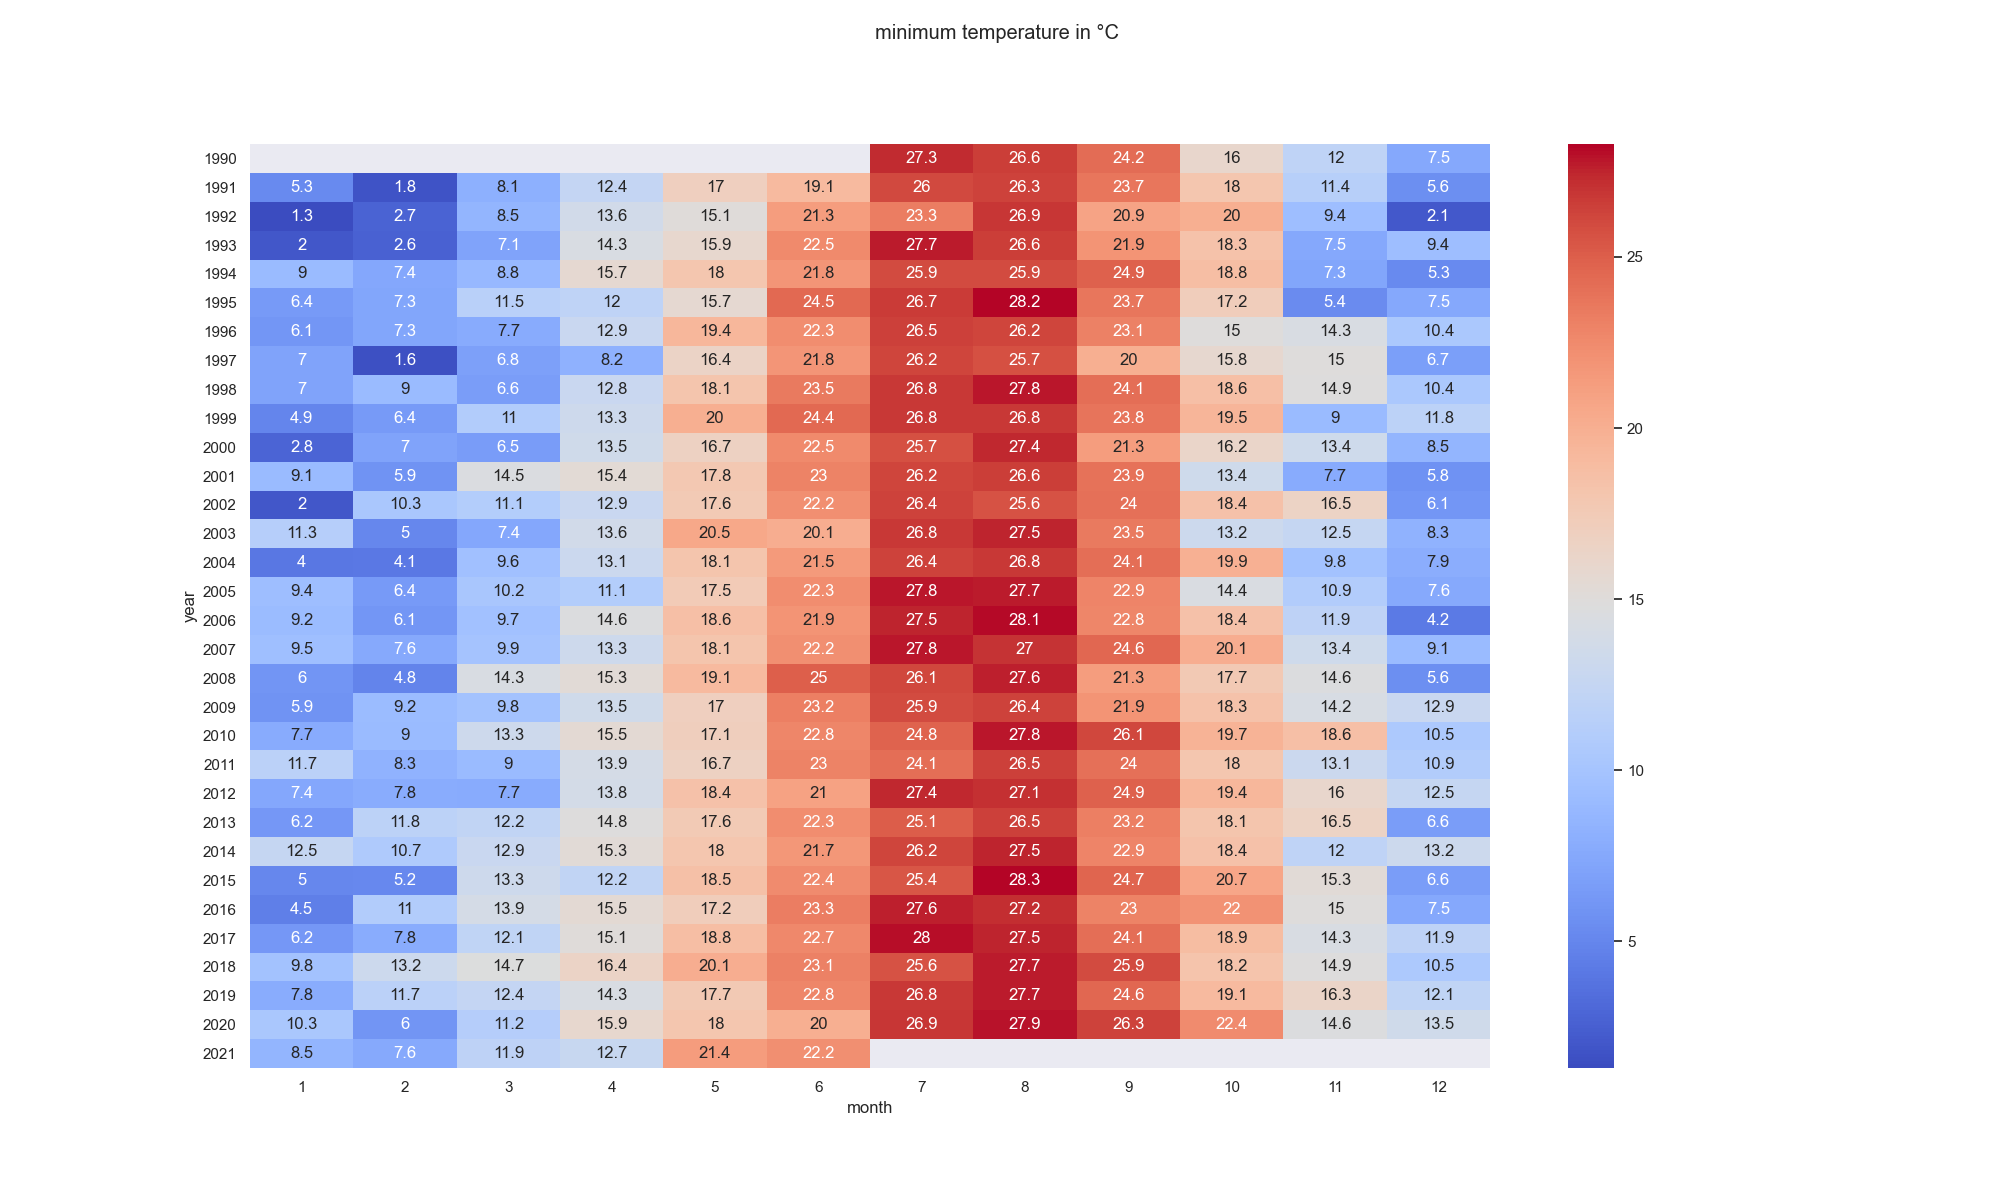 minimum temperature in °C
1990 27.3 26.6 24.2 16 12 7.5
1991 5.3 1.8 8.1 12.4 17 19.1 26 26.3 23.7 18 11.4 5.6
1992 1.3 2.7 8.5 13.6 15.1 21.3 23.3 26.9 20.9 20 9.4 2.1
1993 2 2.6 7.1 14.3 15.9 22.5 27.7 26.6 21.9 18.3 7.5 9.4
1994 9 7.4 8.8 15.7 18 21.8 25.9 25.9 24.9 18.8 7.3 5.3
1995 6.4 7.3 11.5 12 15.7 24.5 26.7 28.2 23.7 17.2 5.4 7.5
1996 6.1 7.3 7.7 12.9 19.4 22.3 26.5 26.2 23.1 15 14.3 10.4
1997 7 1.6 6.8 8.2 16.4 21.8 26.2 25.7 20 15.8 15 6.7
1998 7 9 6.6 12.8 18.1 23.5 26.8 27.8 24.1 18.6 14.9 10.4
1999 4.9 6.4 11 13.3 20 24.4 26.8 26.8 23.8 19.5 9 11.8
2000 2.8 7 6.5 13.5 16.7 22.5 25.7 27.4 21.3 16.2 13.4 8.5
2001 9.1 5.9 14.5 15.4 17.8 23 26.2 26.6 23.9 13.4 7.7 5.8
2002 2 10.3 11.1 12.9 17.6 22.2 26.4 25.6 24 18.4 16.5 6.1
2003 11.3 5 7.4 13.6 20.5 20.1 26.8 27.5 23.5 13.2 12.5 8.3
2004 4 4.1 9.6 13.1 18.1 21.5 26.4 26.8 24.1 19.9 9.8 7.9
2005 9.4 6.4 10.2 11.1 17.5 22.3 27.8 27.7 22.9 14.4 10.9 7.6
2006 9.2 6.1 9.7 14.6 18.6 21.9 27.5 28.1 22.8 18.4 11.9 4.2
2007 9.5 7.6 9.9 13.3 18.1 22.2 27.8 27 24.6 20.1 13.4 9.1
2008 6 4.8 14.3 15.3 19.1 25 26.1 27.6 21.3 17.7 14.6 5.6
2009 5.9 9.2 9.8 13.5 17 23.2 25.9 26.4 21.9 18.3 14.2 12.9
2010 7.7 9 13.3 15.5 17.1 22.8 24.8 27.8 26.1 19.7 18.6 10.5
2011 11.7 8.3 9 13.9 16.7 23 24.1 26.5 24 18 13.1 10.9
2012 7.4 7.8 7.7 13.8 18.4 21 27.4 27.1 24.9 19.4 16 12.5
2013 6.2 11.8 12.2 14.8 17.6 22.3 25.1 26.5 23.2 18.1 16.5 6.6
2014 12.5 10.7 12.9 15.3 18 21.7 26.2 27.5 22.9 18.4 12 13.2
2015 5 5.2 13.3 12.2 18.5 22.4 25.4 28.3 24.7 20.7 15.3 6.6
2016 4.5 11 13.9 15.5 17.2 23.3 27.6 27.2 23 22 15 7.5
2017 6.2 7.8 12.1 15.1 18.8 22.7 28 27.5 24.1 18.9 14.3 11.9
2018 9.8 13.2 14.7 16.4 20.1 23.1 25.6 27.7 25.9 18.2 14.9 10.5
2019 7.8 11.7 12.4 14.3 17.7 22.8 26.8 27.7 24.6 19.1 16.3 12.1
2020 10.3 6 11.2 15.9 18 20 26.9 27.9 26.3 22.4 14.6 13.5
2021 8.5 7.6 11.9 12.7 21.4 22.2
1 2 3 4 5 6 7 8 9 10 11 12
month
year
25
20
15
10
5